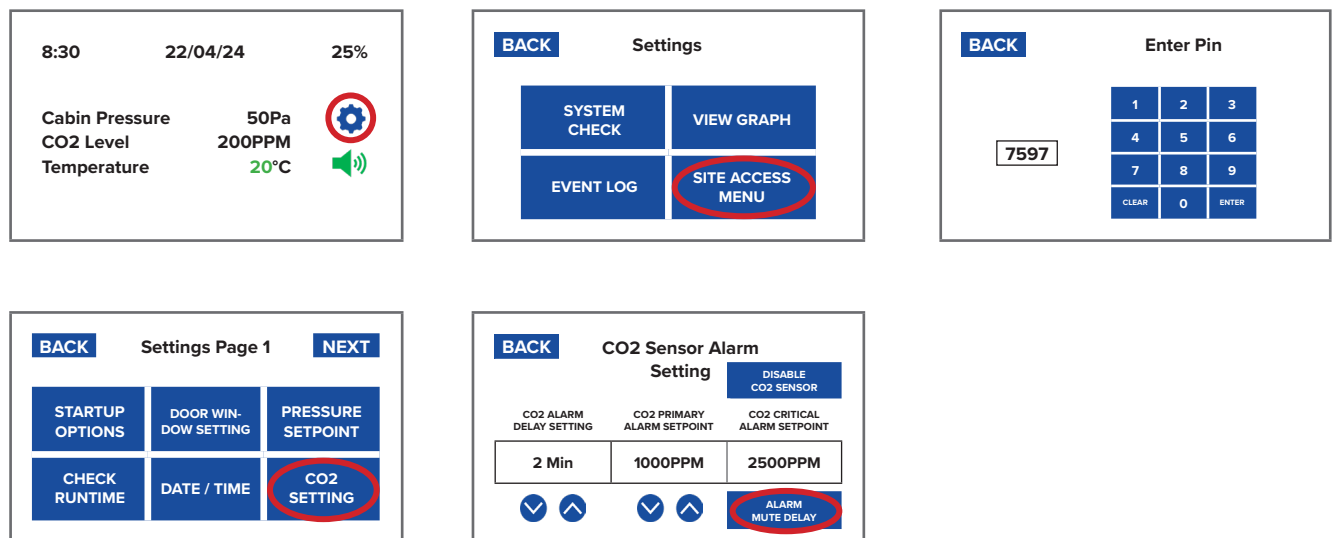 8:30 22/04/24 25%
Cabin Pressure 50Pa
CO2 Level 200PPM
Temperature 20°C
BACK Settings
SYSTEM
CHECK
VIEW GRAPH
EVENT LOG
SITE ACCESS
MENU
BACK Enter Pin
7597
1 2 3
4 5 6
7 8 9
CLEAR 0 ENTER
BACK Settings Page 1 NEXT
STARTUP
OPTIONS
DOOR WIN-
DOW SETTING
PRESSURE
SETPOINT
CHECK
RUNTIME
DATE / TIME
CO2
SETTING
BACK CO2 Sensor Alarm
Setting
DISABLE
CO2 SENSOR
CO2 ALARM
DELAY SETTING
CO2 PRIMARY
ALARM SETPOINT
CO2 CRITICAL
ALARM SETPOINT
2 Min 1000PPM 2500PPM
ALARM
MUTE DELAY